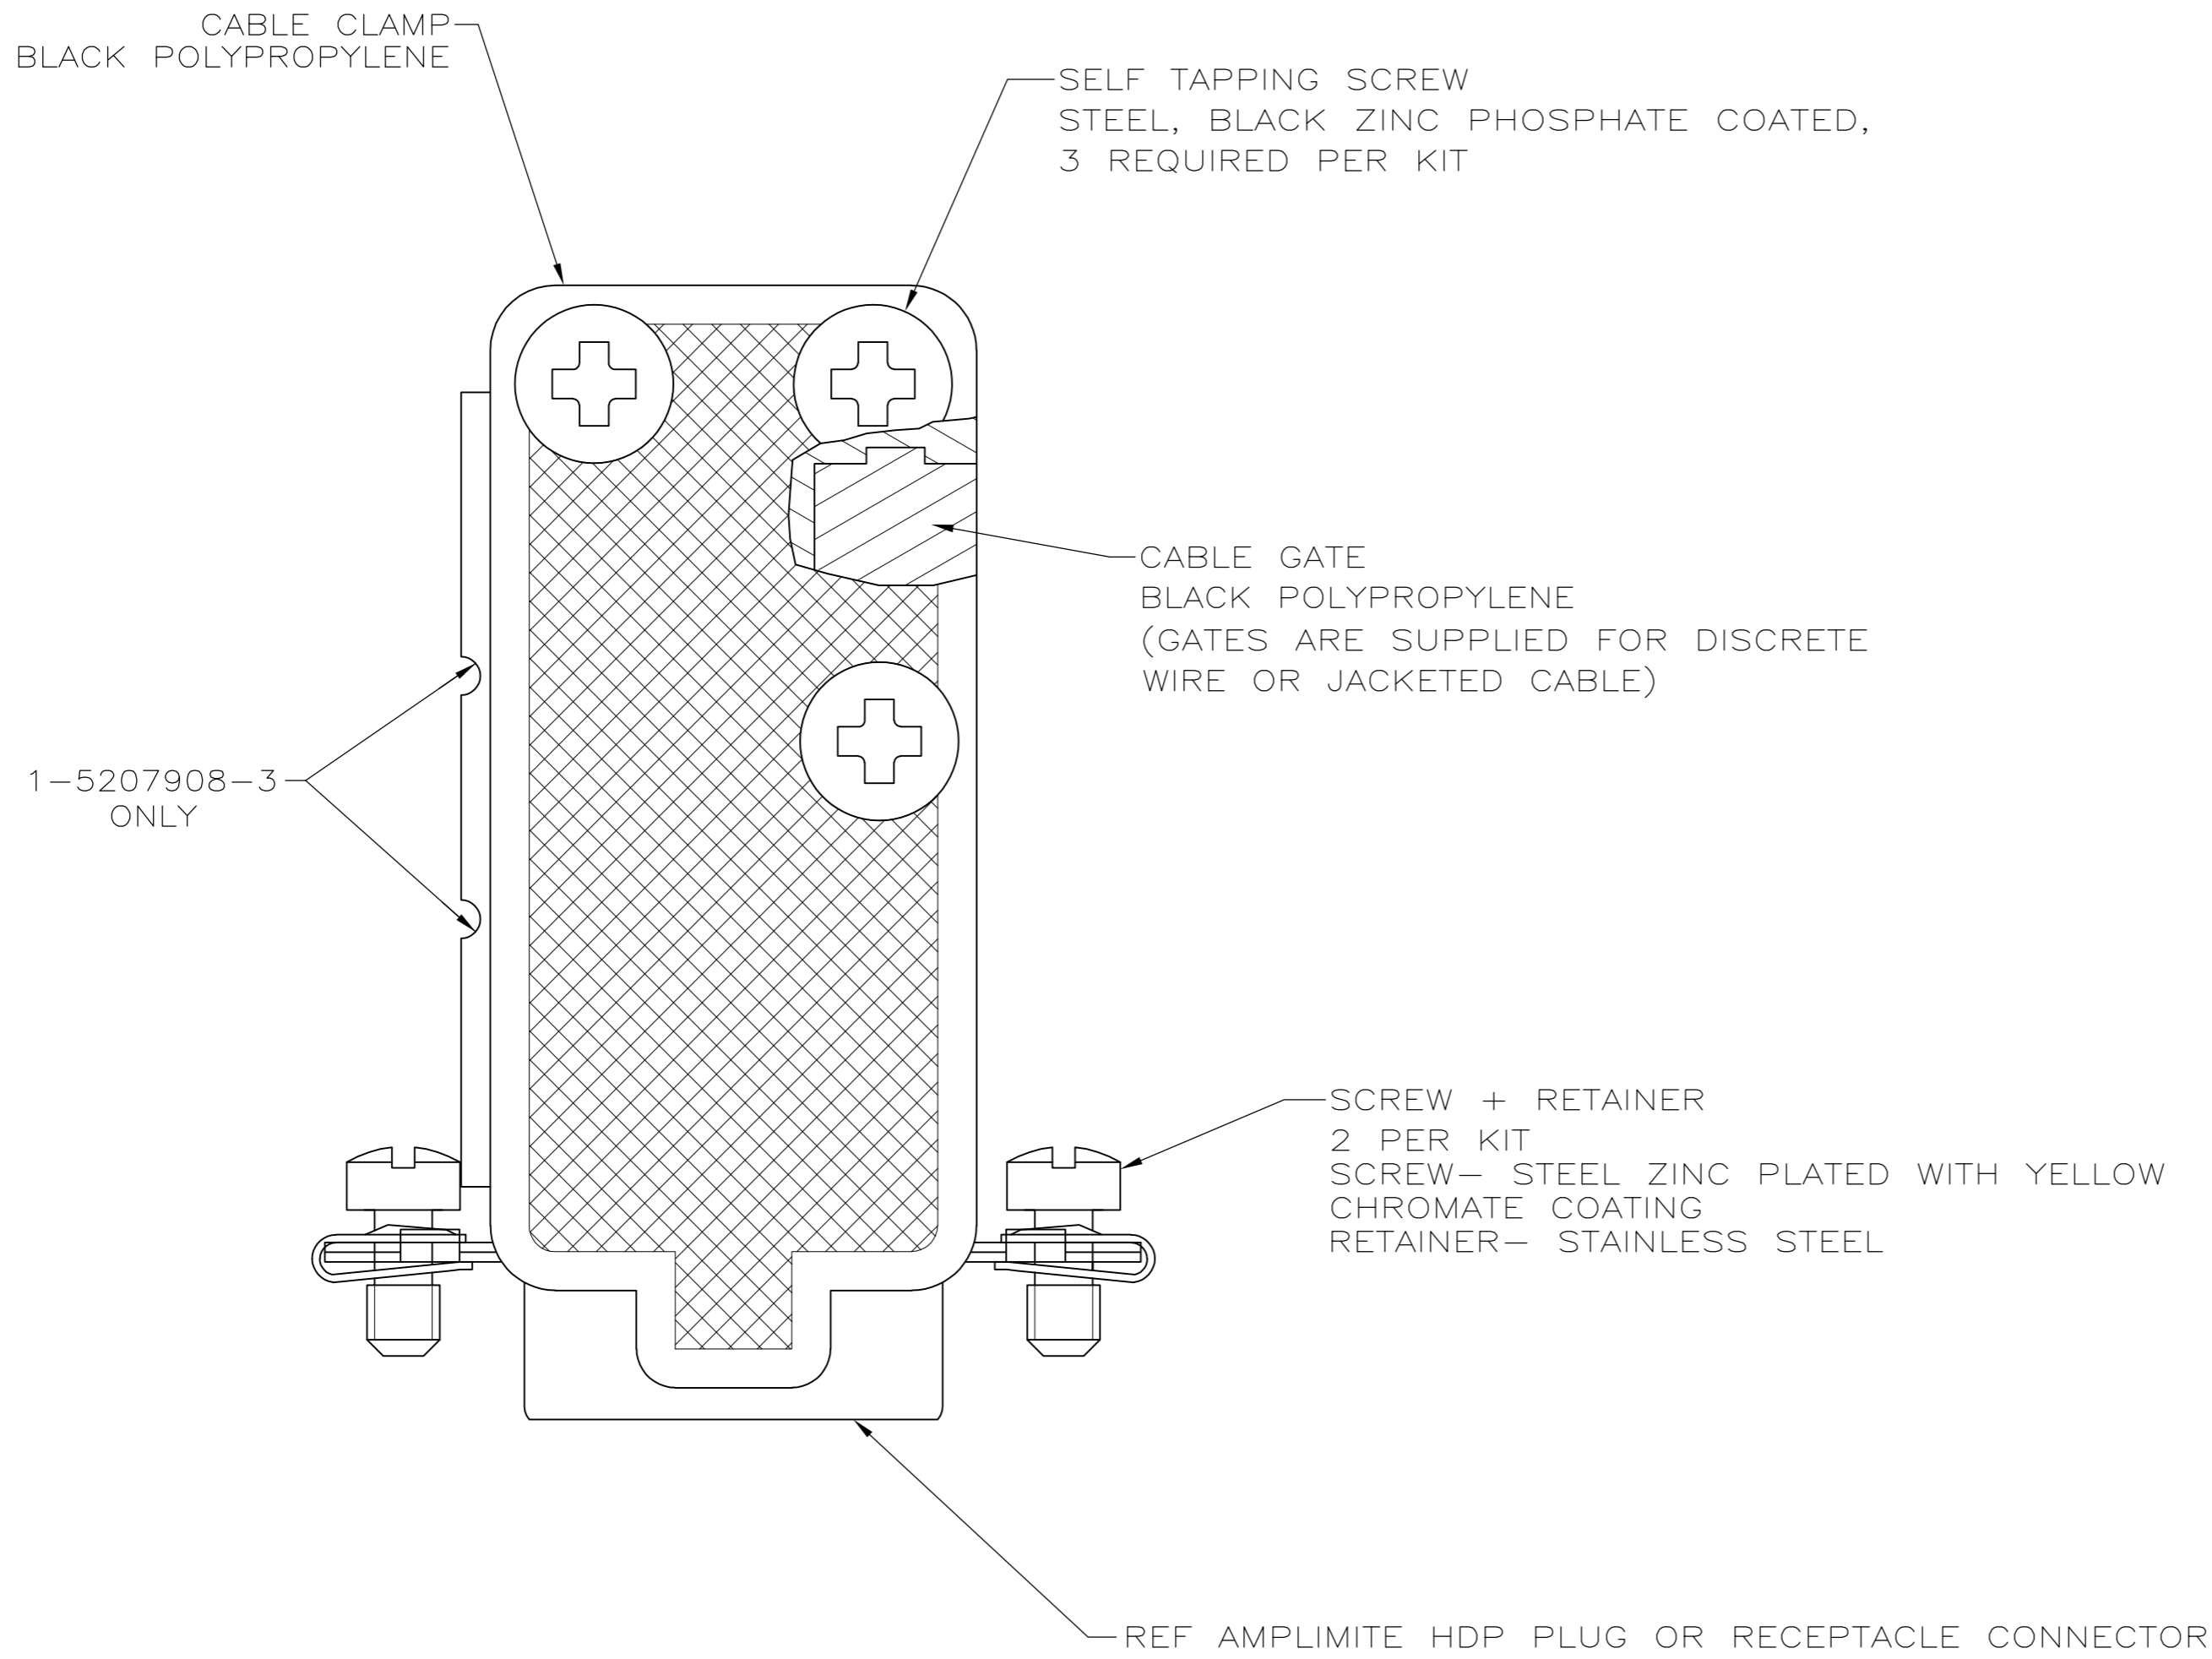 CABLE CLAMP
BLACK POLYPROPYLENE
SELF TAPPING SCREW
STEEL, BLACK ZINC PHOSPHATE COATED,
3 REQUIRED PER KIT
CABLE GATE
BLACK POLYPROPYLENE
(GATES ARE SUPPLIED FOR DISCRETE
WIRE OR JACKETED CABLE)
1-5207908-3
ONLY
SCREW + RETAINER
2 PER KIT
SCREW- STEEL ZINC PLATED WITH YELLOW
CHROMATE COATING
RETAINER- STAINLESS STEEL
REF AMPLIMITE HDP PLUG OR RECEPTACLE CONNECTOR